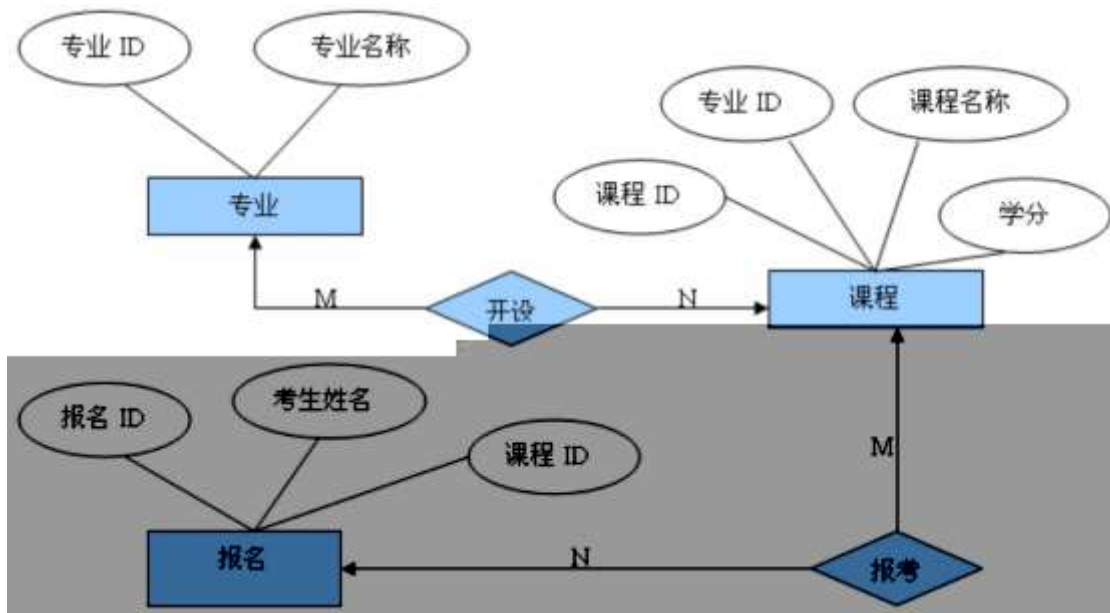 专业 ID
专业名称
专业 ID
课程名称
课程 ID
学分
专业
课程
M
开设
N
报名 ID
考生姓名
课程 ID
M
报名
N
报考